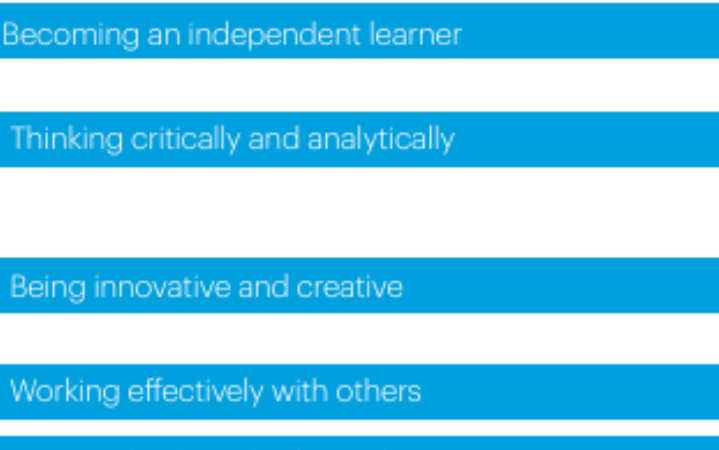 Becoming an independent learner
Thinking critically and analytically
Being innovative and creative
Working effectively with others